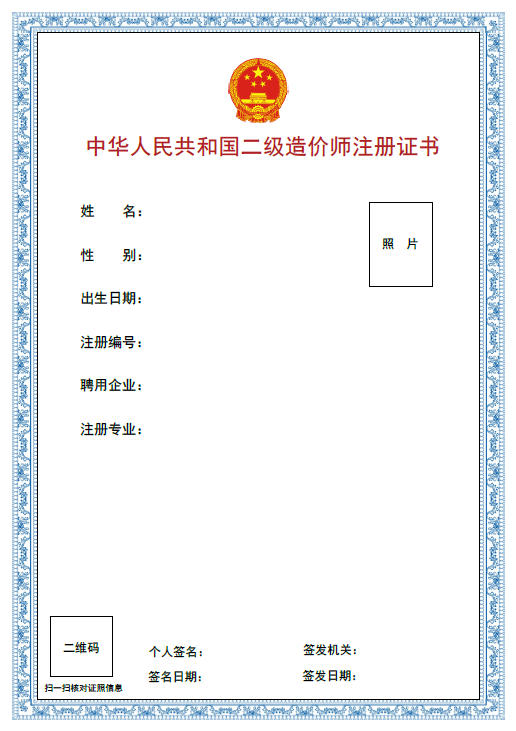 中华人民共和国二级造价师注册证书
姓 名：
照 片
性 别：
出生日期：
注册编号：
聘用企业：
注册专业：
二维码
扫一扫核对证照信息
个人签名：
签发机关：
签名日期：
签发日期：